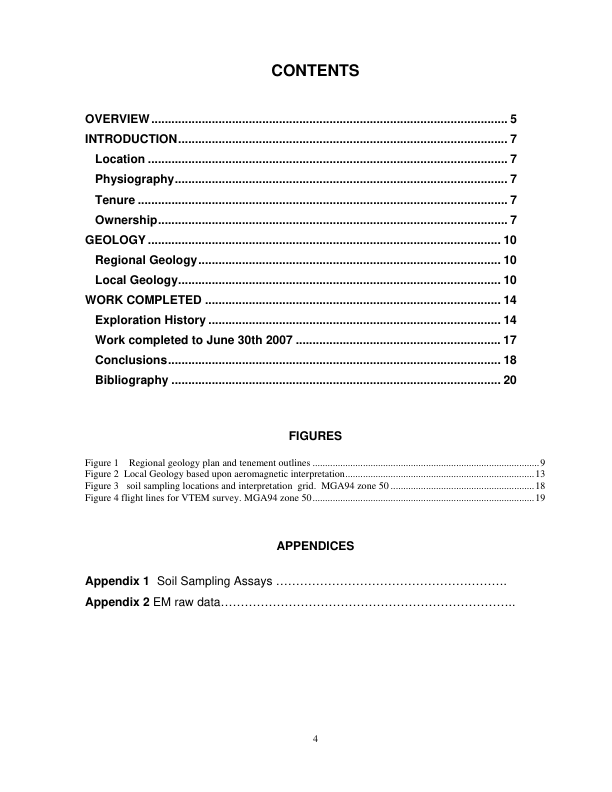 CONTENTS
OVERVIEW ........................................................................................................... 5
INTRODUCTION.................................................................................................. 7
Location ........................................................................................................... 7
Physiography................................................................................................... 7
Tenure .............................................................................................................. 7
Ownership........................................................................................................ 7
GEOLOGY ......................................................................................................... 10
Regional Geology.......................................................................................... 10
Local Geology................................................................................................ 10
WORK COMPLETED ........................................................................................ 14
Exploration History ....................................................................................... 14
Work completed to June 30th 2007 ............................................................. 17
Conclusions................................................................................................... 18
Bibliography .................................................................................................. 20
FIGURES
Figure 1 Regional geology plan and tenement outlines .......................................................................................9
Figure 2 Local Geology based upon aeromagnetic interpretation........................................................................13
Figure 3 soil sampling locations and interpretation grid. MGA94 zone 50.......................................................18
Figure 4 flight lines for VTEM survey. MGA94 zone 50.....................................................................................19
APPENDICES
Appendix 1 Soil Sampling Assays ………………………………………………….
Appendix 2 EM raw data……………………………………………………………….
4